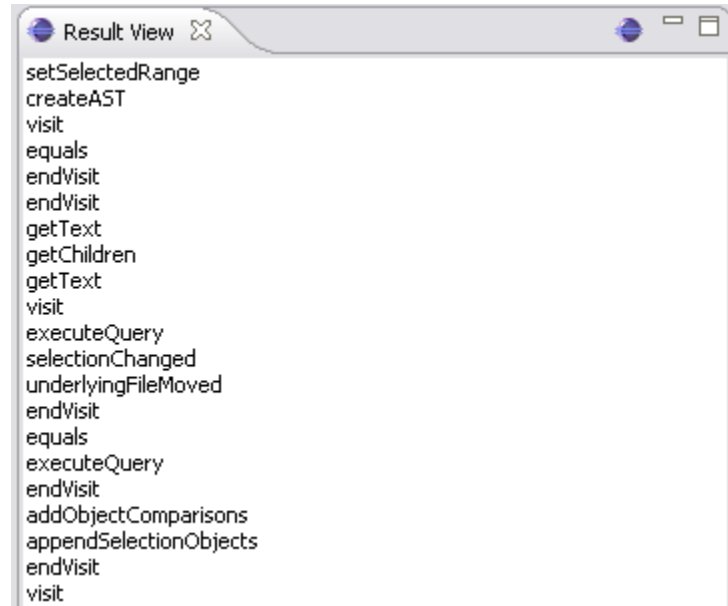 Result View
setSelectedRange
createAST
visit
equals
endVisit
endVisit
getText
getChildren
getText
visit
executeQuery
selectionChanged
underlyingFileMoved
endVisit
equals
executeQuery
endVisit
addObjectComparisons
appendSelectionObjects
endVisit
visit